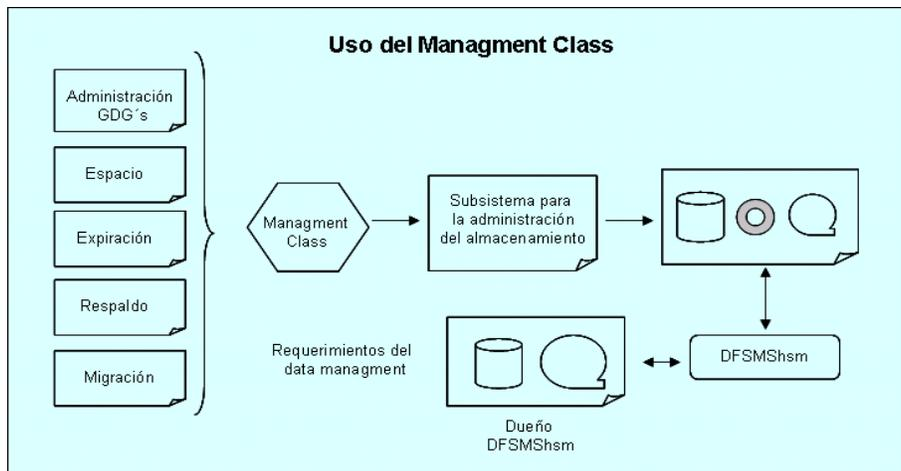 Uso del Managment Class
Administración
GDG´s
Espacio
Expiración
Respaldo
Migración
Managment
Class
Subsistema para
la administración
del almacenamiento
Requerimientos del
data managment
DFSMShsm
Dueño
DFSMShsm